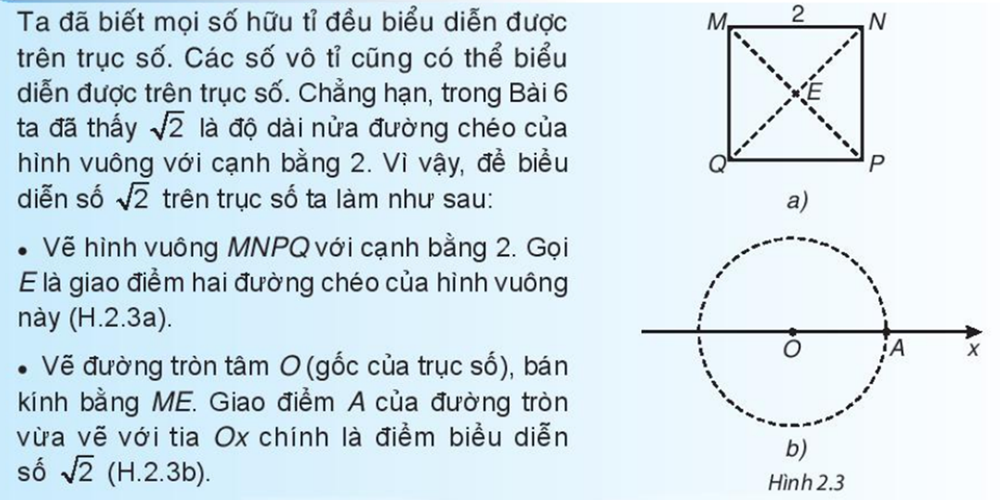 Ta đã biết mọi số hữu tỉ đều biểu diễn được
trên trục số. Các số vô tỉ cũng có thể biểu
diễn được trên trục số. Chẳng hạn, trong Bài 6
ta đã thấy √2 là độ dài nửa đường chéo của
hình vuông với cạnh bằng 2. Vì vậy, để biểu
diễn số √2 trên trục số ta làm như sau:
• Vẽ hình vuông MNPQ với cạnh bằng 2. Gọi
E là giao điểm hai đường chéo của hình vuông
này (H.2.3a).
• Vẽ đường tròn tâm O (gốc của trục số), bán
kính bằng ME. Giao điểm A của đường tròn
vừa vẽ với tia Ox chính là điểm biểu diễn
số √2 (H.2.3b).
M 2 N
E
Q P
a)
O A x
b)
Hình 2.3